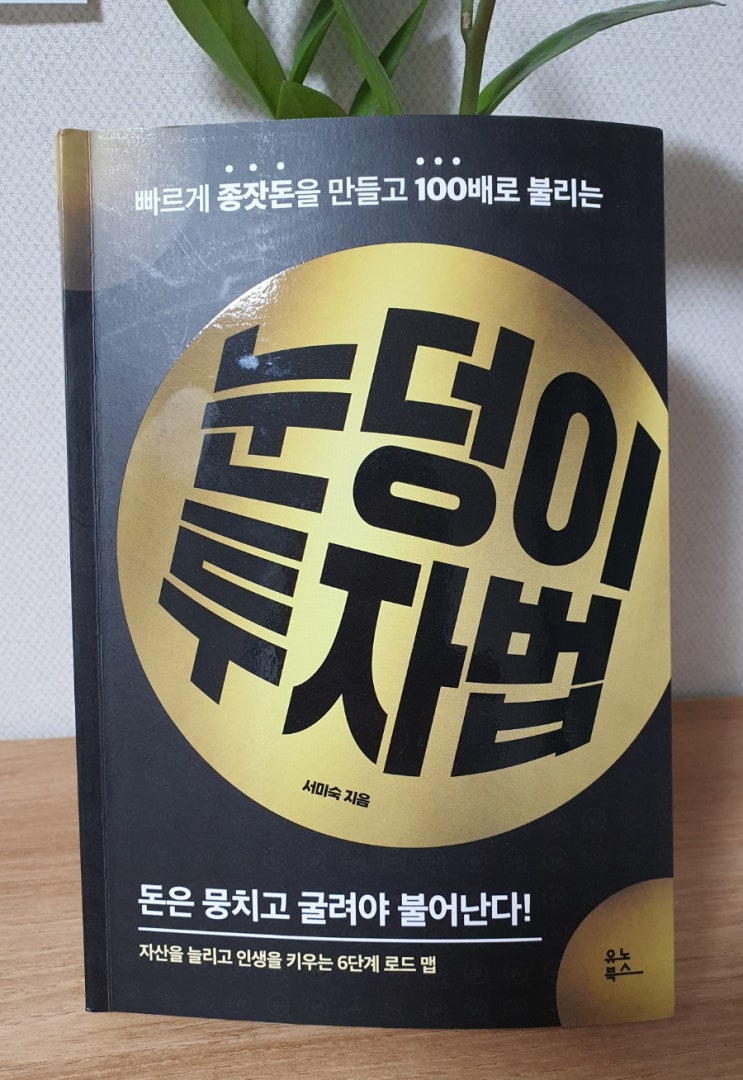 빠르게 종잣돈을 만들고 100배로 불리는
눈덩이
투자법
서미숙 지음
돈은 뭉치고 굴려야 불어난다!
자산을 늘리고 인생을 키우는 6단계 로드 맵
유노
북스